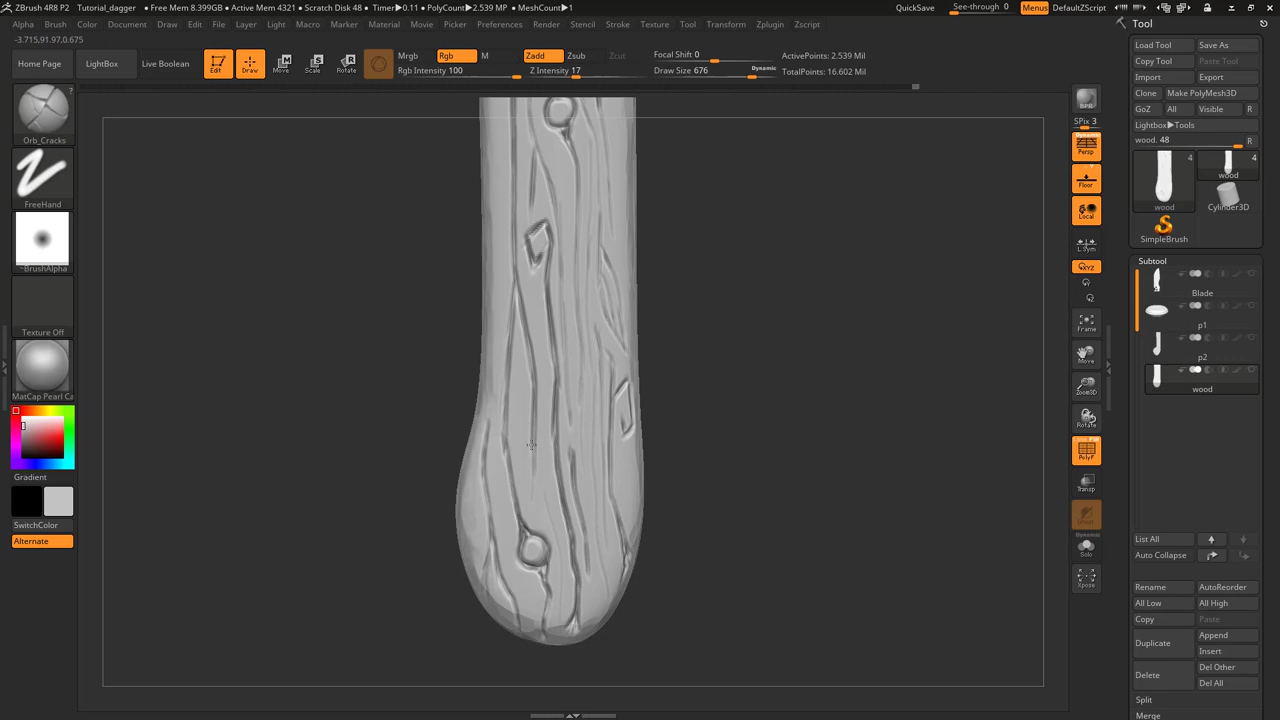 ZBrush 4R8 P2 Tutorial_dagger • Free Mem 8.399GB • Active Mem 4321 • Scratch Disk 48 • Timer▶0.11 • PolyCount▶2.539 MP • MeshCount▶1
QuickSave See-through 0 Menus DefaultZScript
Alpha Brush Color Document Draw Edit File Layer Light Macro Marker Material Movie Picker Preferences Render Stencil Stroke Texture Tool Transform Zplugin Zscript
-3.715,91.97,0.675
Home Page LightBox Live Boolean
Edit Draw Move Scale Rotate
Mrgb Rgb M Zadd Zsub Zcut
Rgb Intensity 100 Z Intensity 17
Focal Shift 0
Draw Size 676 Dynamic
ActivePoints: 2.539 Mil
TotalPoints: 16.602 Mil
Orb_Cracks
FreeHand
~BrushAlpha
Texture Off
MatCap Pearl Ca
Gradient
SwitchColor
Alternate
BPR
SPix 3
Dynamic
Persp
Floor
Local
L.Sym
XYZ
Frame
Move
Zoom3D
Rotate
PolyF
Transp
Dynamic
Solo
Xpose
Tool
Load Tool Save As
Copy Tool Paste Tool
Import Export
Clone Make PolyMesh3D
GoZ All Visible R
Lightbox▶Tools
wood. 48 R
4 4
wood
wood Cylinder3D
SimpleBrush
Subtool
Blade
p1
p2
wood
List All
Auto Collapse
Rename AutoReorder
All Low All High
Copy Paste
Duplicate Append
Insert
Delete Del Other
Del All
Split
Merge